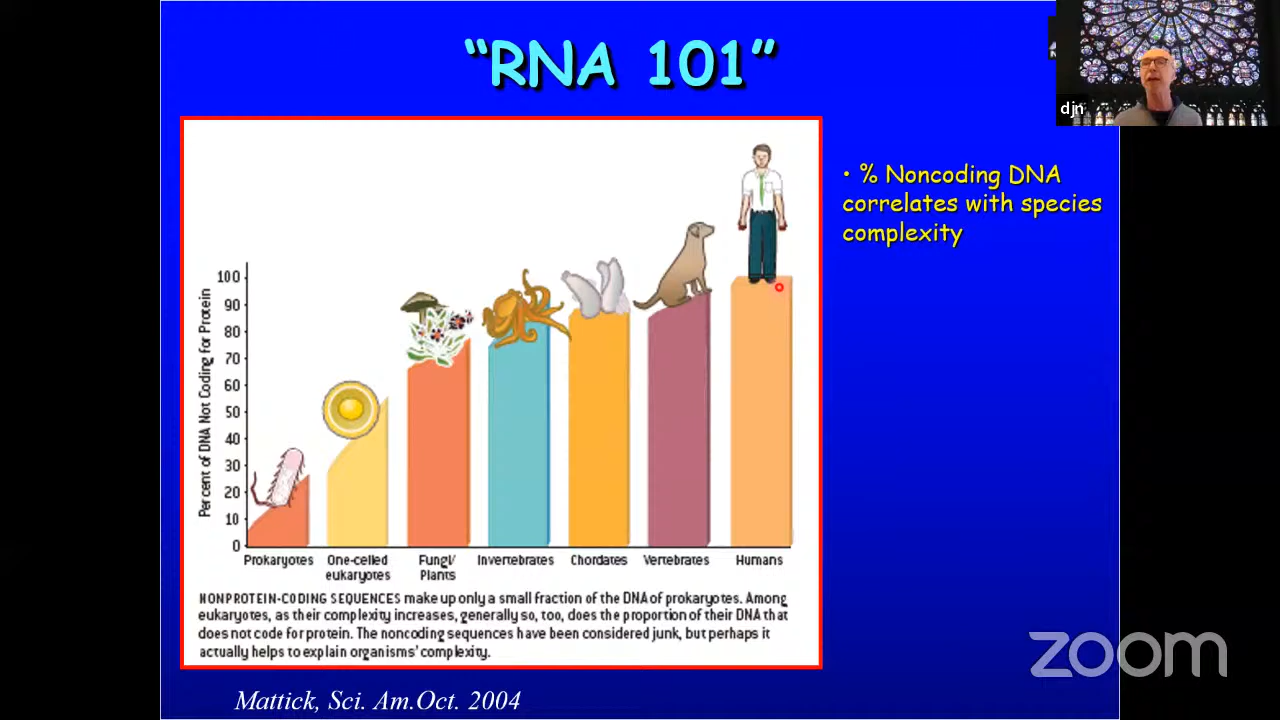 “RNA 101”
djn
• % Noncoding DNA
correlates with species
complexity
Percent of DNA Not Coding for Protein
100
90
80
70
60
50
40
30
20
10
0
Prokaryotes
One-celled
eukaryotes
Fungi/
Plants
Invertebrates
Chordates
Vertebrates
Humans
NONPROTEIN-CODING SEQUENCES make up only a small fraction of the DNA of prokaryotes. Among
eukaryotes, as their complexity increases, generally so, too, does the proportion of their DNA that
does not code for protein. The noncoding sequences have been considered junk, but perhaps it
actually helps to explain organisms' complexity.
Mattick, Sci. Am.Oct. 2004
zoom